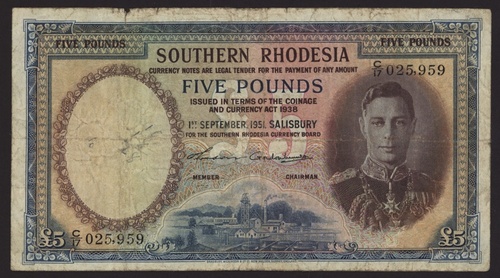 FIVE POUNDS
FIVE POUNDS
SOUTHERN RHODESIA
CURRENCY NOTES ARE LEGAL TENDER FOR THE PAYMENT OF ANY AMOUNT
C/17 025,959
FIVE POUNDS
£5
ISSUED IN TERMS OF THE COINAGE
AND CURRENCY ACT 1938
1ST SEPTEMBER, 1951, SALISBURY
FOR THE SOUTHERN RHODESIA CURRENCY BOARD
MEMBER CHAIRMAN
£5 C/17 025,959
£5